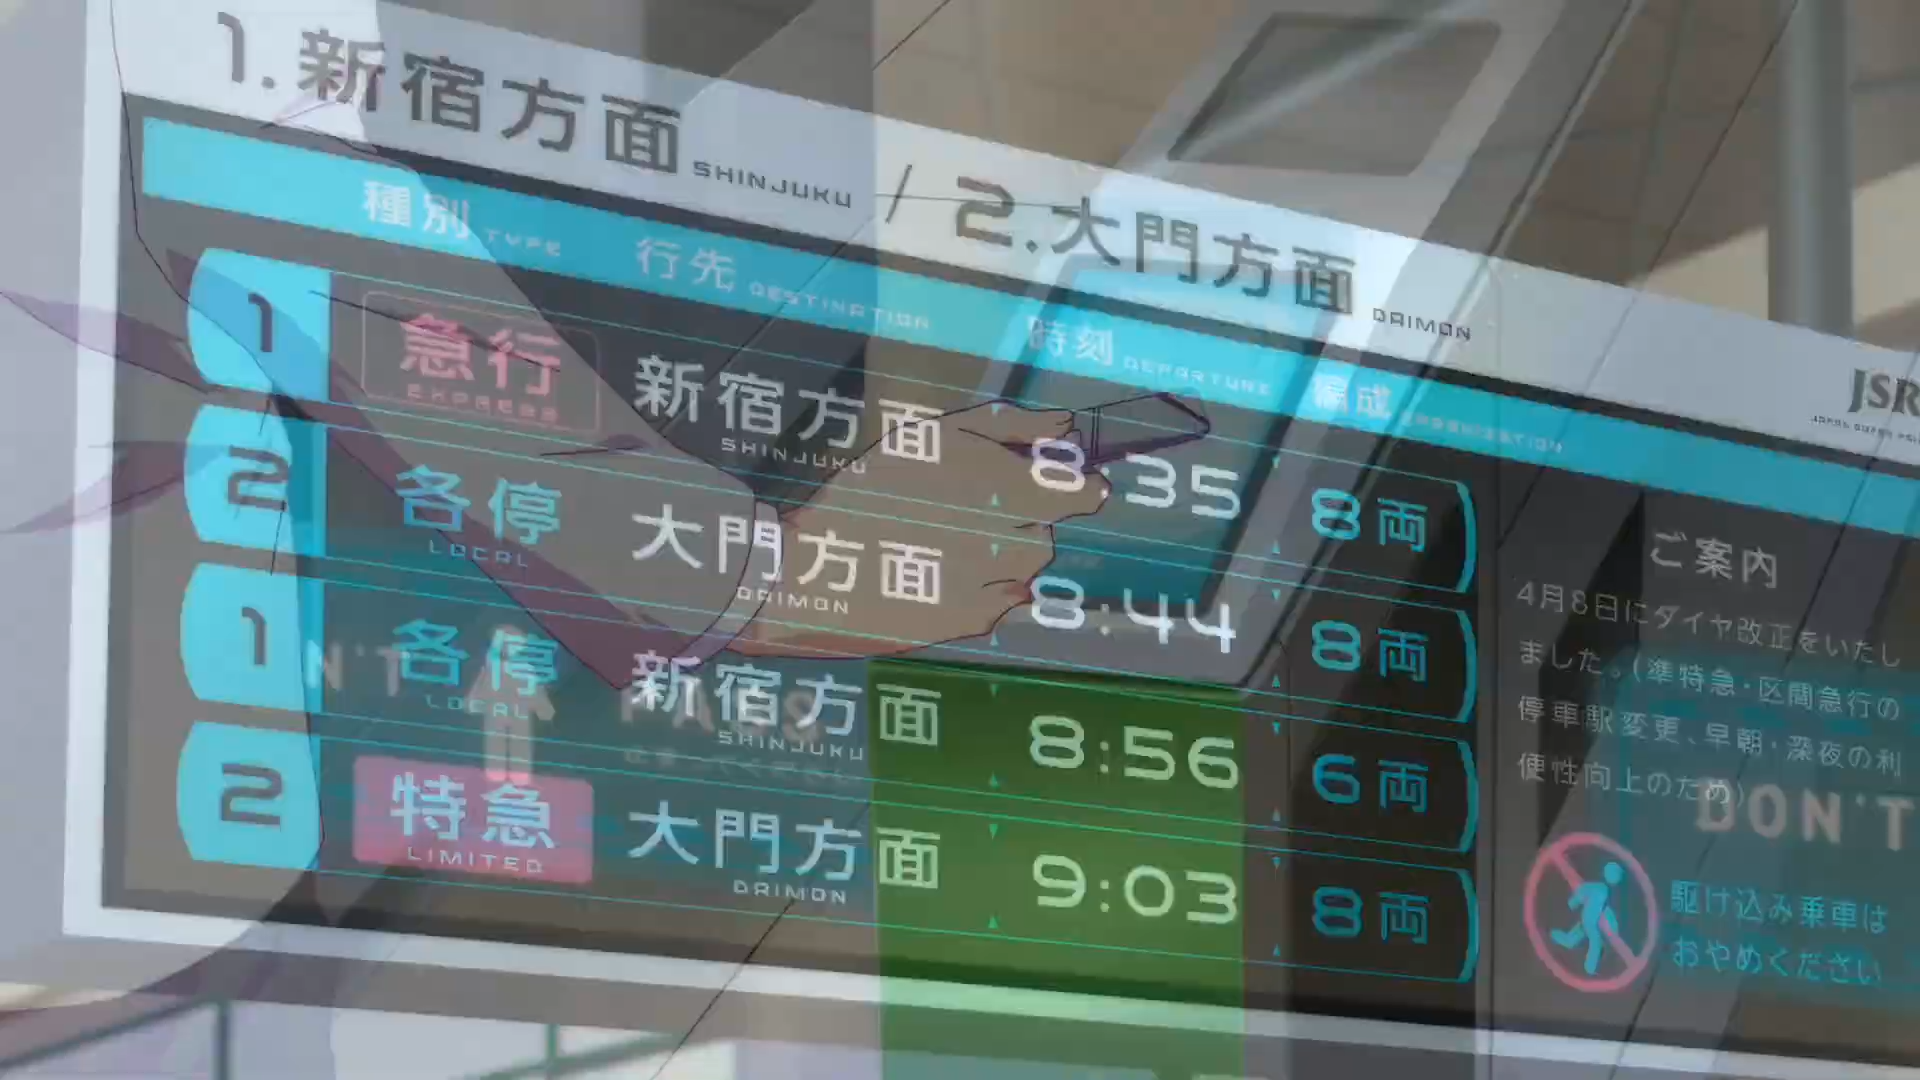 1.新宿方面 SHINJUKU / 2.大門方面 DAIMON
JSR
種別 TYPE 行先 DESTINATION 時刻 DEPARTURE 編成
1 急行 EXPRESS 新宿方面 SHINJUKU 8:35 8両
2 各停 LOCAL 大門方面 DAIMON 8:44 8両
1 各停 LOCAL 新宿方面 SHINJUKU 8:56 6両
2 特急 LIMITED 大門方面 DAIMON 9:03 8両
ご案内
4月8日にダイヤ改正をいたし
ました。(準特急・区間急行の
停車駅変更、早朝・深夜の利
便性向上のため)
DON'T
駆け込み乗車は
おやめください
N'T